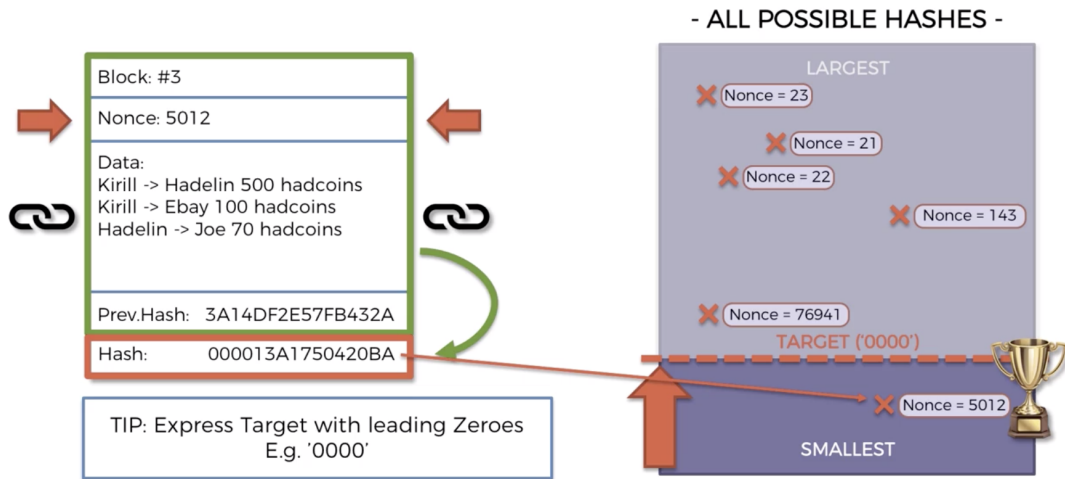 - ALL POSSIBLE HASHES -
Block: #3
Nonce: 5012
Data:
Kirill -> Hadelin 500 hadcoins
Kirill -> Ebay 100 hadcoins
Hadelin -> Joe 70 hadcoins
Prev.Hash: 3A14DF2E57FB432A
Hash: 000013A1750420BA
TIP: Express Target with leading Zeroes
E.g. '0000'
LARGEST
Nonce = 23
Nonce = 21
Nonce = 22
Nonce = 143
Nonce = 76941
TARGET ('0000')
Nonce = 5012
SMALLEST